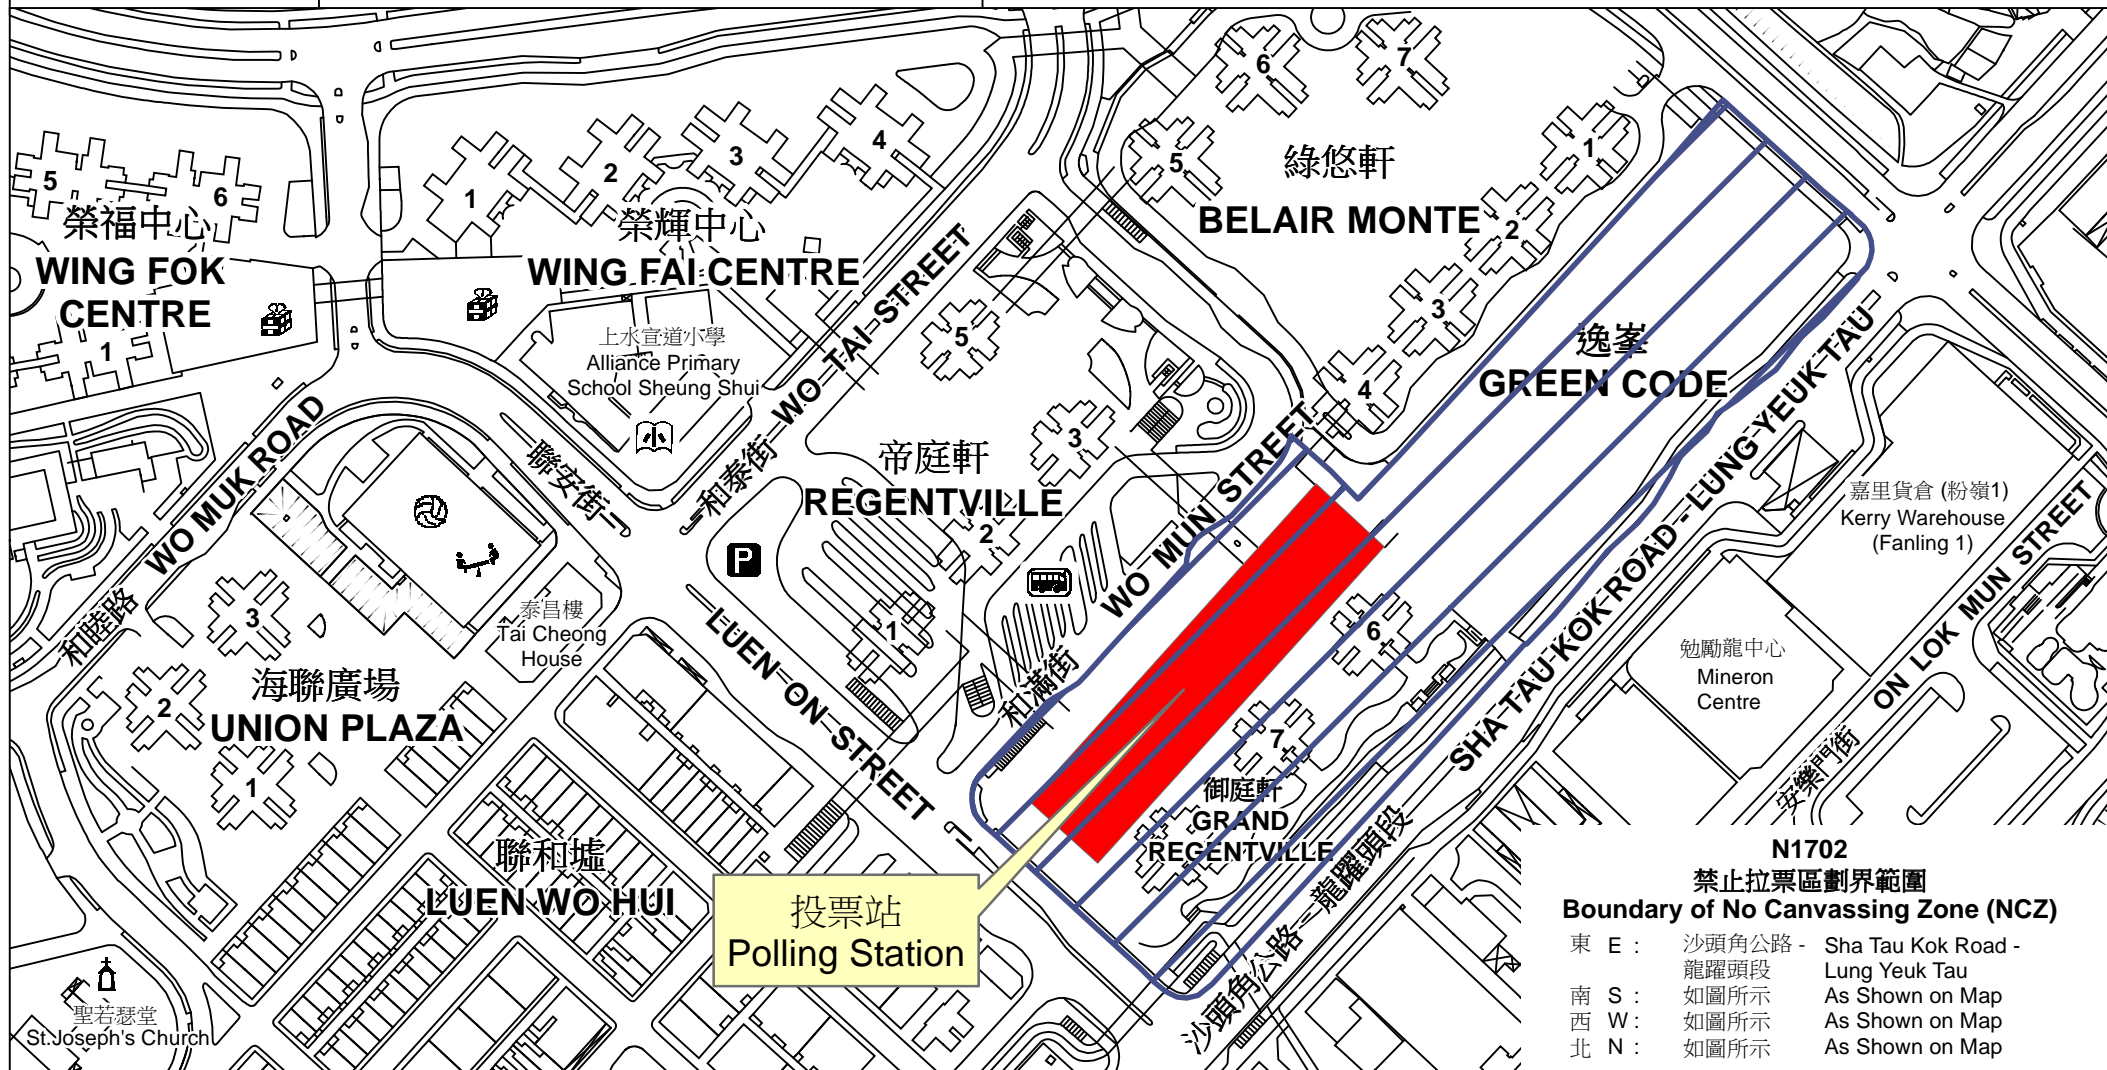 6
7
5
綠悠軒
BELAIR MONTE
1
2
3
4
5
6
榮福中心
WING FOK
CENTRE
1
1
2
3
4
榮輝中心
WING FAI CENTRE
上水宣道小學
Alliance Primary
School Sheung Shui
小
和泰街 WO TAI STREET
逸峯
GREEN CODE
5
3
帝庭軒
REGENTVILLE
2
1
P
聯安街
LUEN ON STREET
和睦路 WO MUK ROAD
和滿街 WO MUN STREET
泰昌樓
Tai Cheong
House
3
2
1
海聯廣場
UNION PLAZA
聯和墟
LUEN WO HUI
聖若瑟堂
St.Joseph's Church
6
7
御庭軒
GRAND
REGENTVILLE
投票站
Polling Station
沙頭角公路 - 龍躍頭段
SHA TAU KOK ROAD - LUNG YEUK TAU
嘉里貨倉 (粉嶺1)
Kerry Warehouse
(Fanling 1)
勉勵龍中心
Mineron
Centre
安樂門街 ON LOK MUN STREET
N1702
禁止拉票區劃界範圍
Boundary of No Canvassing Zone (NCZ)
東 E : 沙頭角公路 - Sha Tau Kok Road -
龍躍頭段 Lung Yeuk Tau
南 S : 如圖所示 As Shown on Map
西 W : 如圖所示 As Shown on Map
北 N : 如圖所示 As Shown on Map